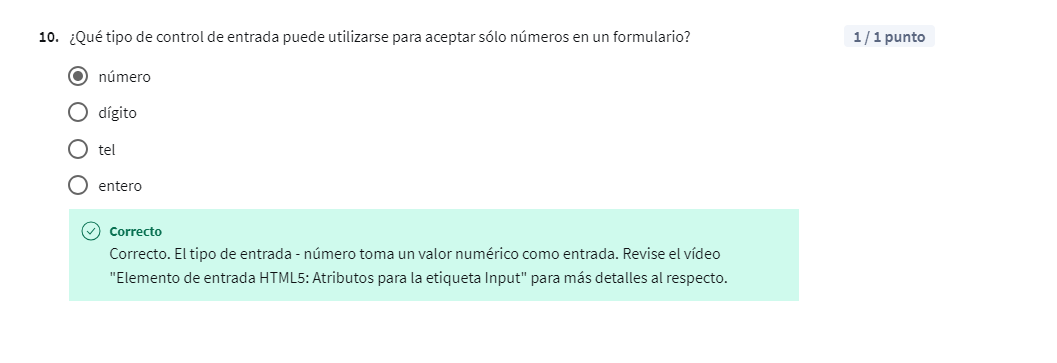 10. ¿Qué tipo de control de entrada puede utilizarse para aceptar sólo números en un formulario?
1 / 1 punto
número
dígito
tel
entero
Correcto
Correcto. El tipo de entrada - número toma un valor numérico como entrada. Revise el vídeo
"Elemento de entrada HTML5: Atributos para la etiqueta Input" para más detalles al respecto.